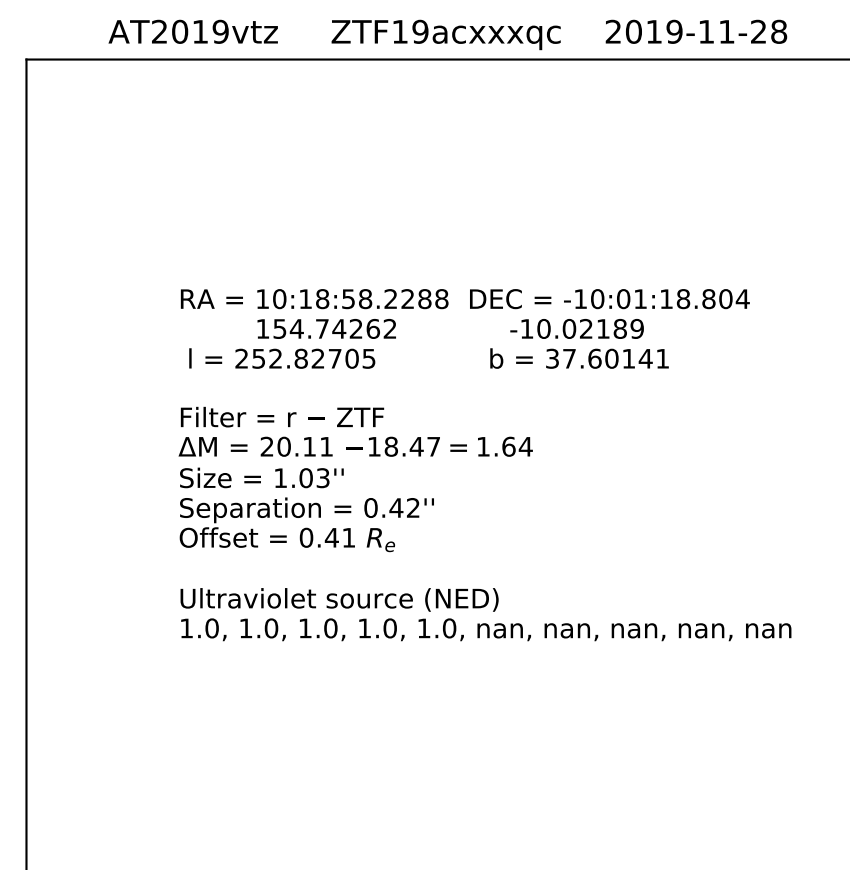 AT2019vtz ZTF19acxxxqc 2019-11-28
RA = 10:18:58.2288 DEC = -10:01:18.804
154.74262 -10.02189
l = 252.82705 b = 37.60141
Filter = r − ZTF
ΔM = 20.11 −18.47 = 1.64
Size = 1.03''
Separation = 0.42''
Offset = 0.41 Rₑ
Ultraviolet source (NED)
1.0, 1.0, 1.0, 1.0, 1.0, nan, nan, nan, nan, nan